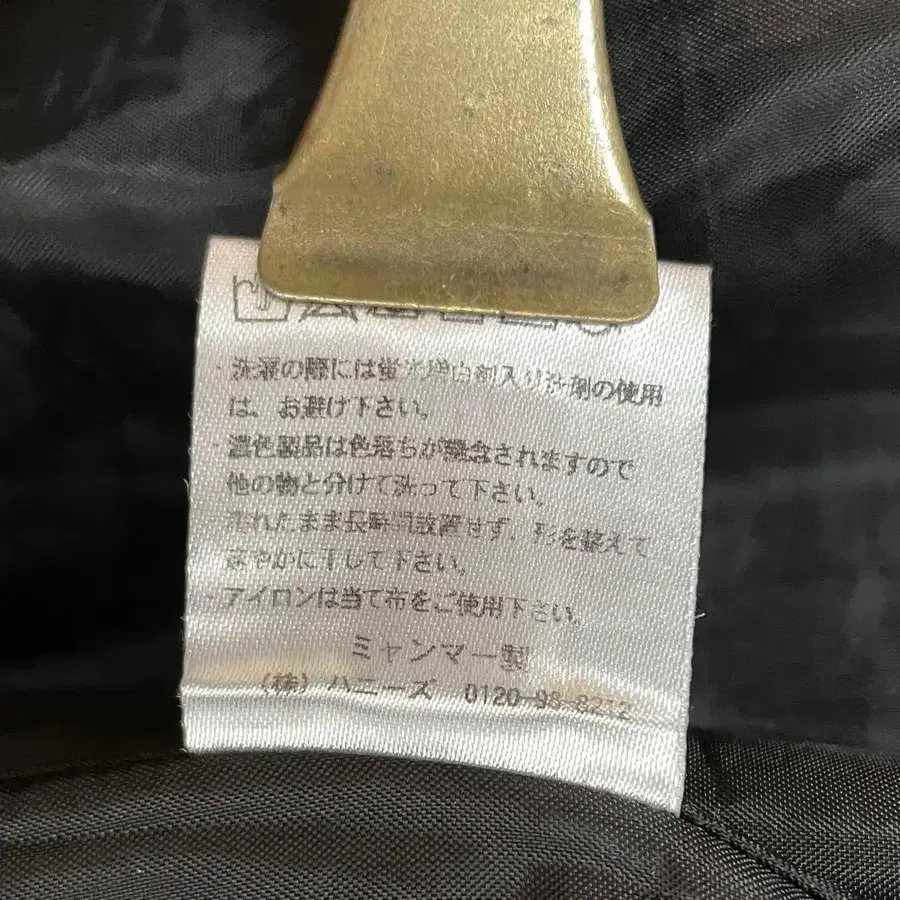 ・洗濯の際には蛍光増白剤入り洗剤の使用
は、お避け下さい。
・濃色製品は色落ちが懸念されますので
他の物と分けて洗って下さい。
・濡れたまま長時間放置せず、形を整えて
速やかに干して下さい。
・アイロンは当て布をご使用下さい。
ミャンマー製
(株) ハニーズ